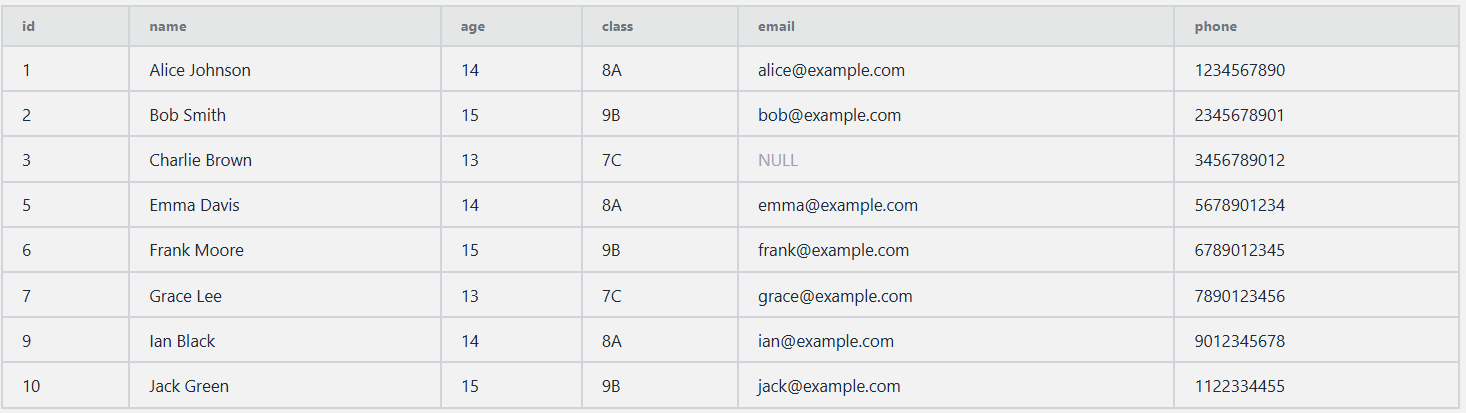 id name age class email phone
1 Alice Johnson 14 8A alice@example.com 1234567890
2 Bob Smith 15 9B bob@example.com 2345678901
3 Charlie Brown 13 7C NULL 3456789012
5 Emma Davis 14 8A emma@example.com 5678901234
6 Frank Moore 15 9B frank@example.com 6789012345
7 Grace Lee 13 7C grace@example.com 7890123456
9 Ian Black 14 8A ian@example.com 9012345678
10 Jack Green 15 9B jack@example.com 1122334455